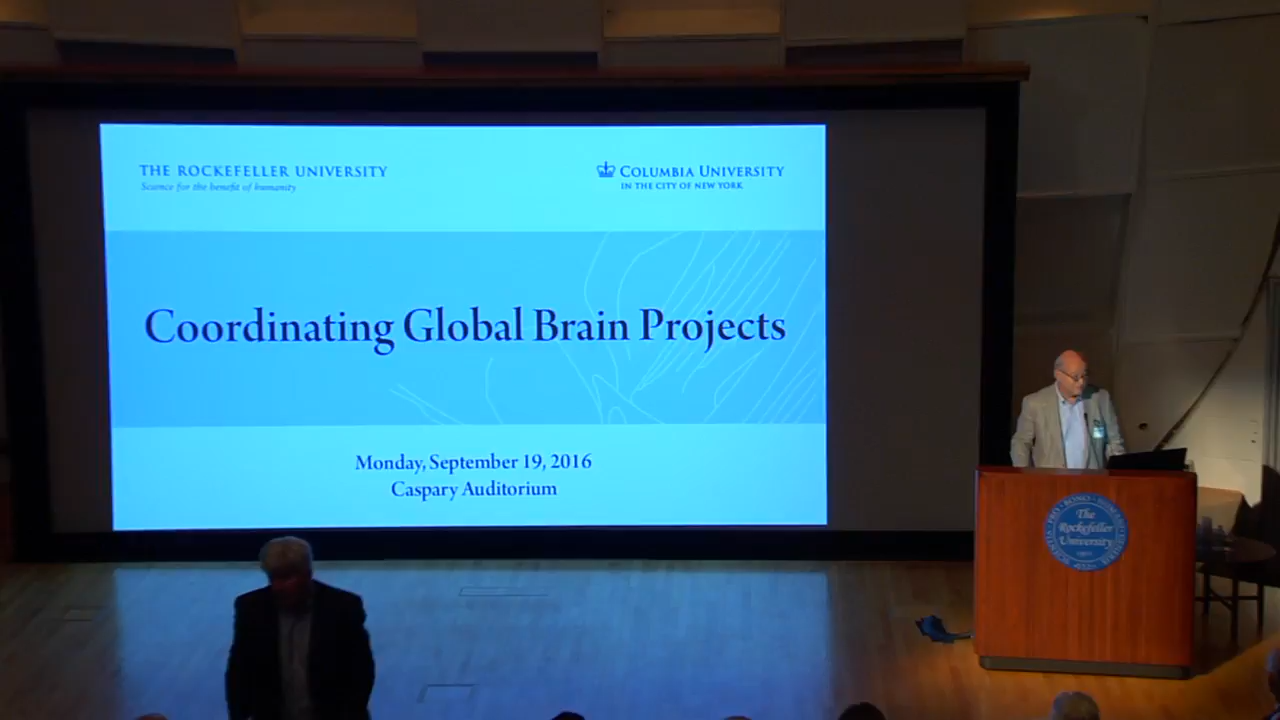 THE ROCKEFELLER UNIVERSITY
Science for the benefit of humanity
COLUMBIA UNIVERSITY
IN THE CITY OF NEW YORK
Coordinating Global Brain Projects
Monday, September 19, 2016
Caspary Auditorium
The
Rockefeller
University